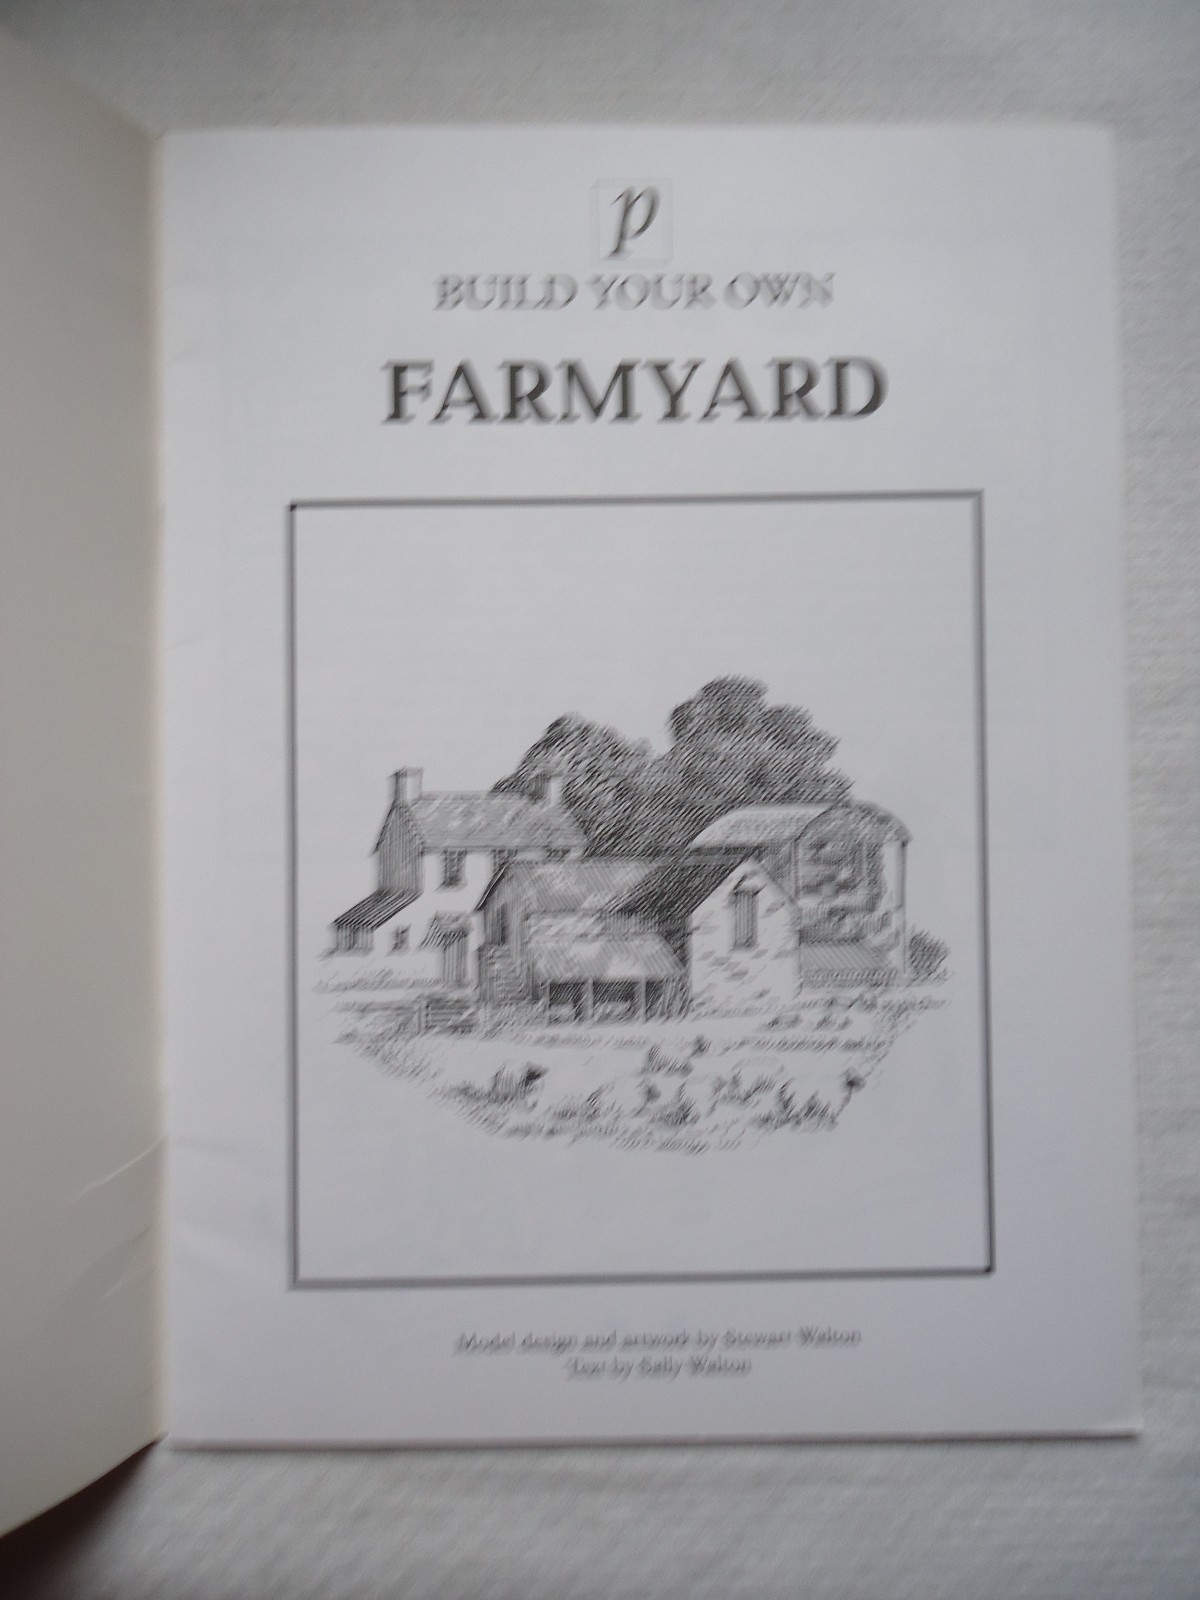 p
BUILD YOUR OWN
FARMYARD
Model design and artwork by Stewart Walton
Text by Sally Walton